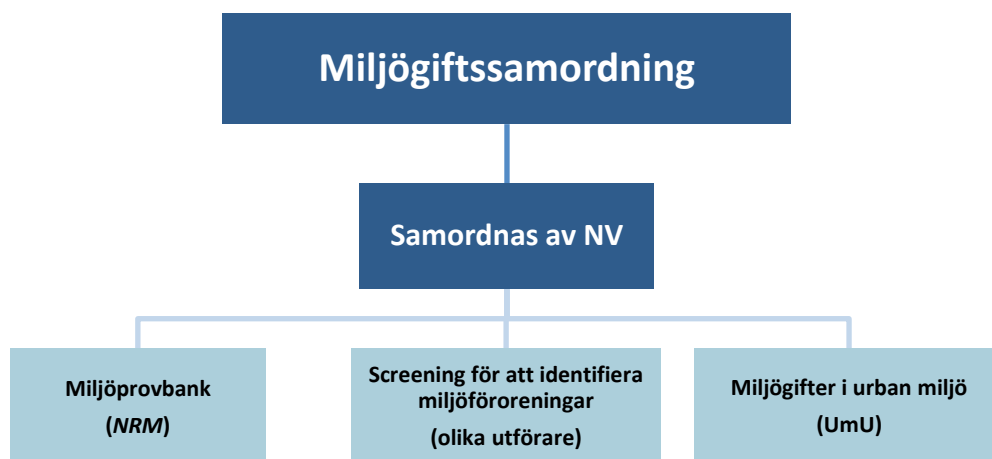 Miljögiftssamordning
Samordnas av NV
Miljöprovbank
(NRM)
Screening för att identifiera
miljöföroreningar
(olika utförare)
Miljögifter i urban miljö
(UmU)